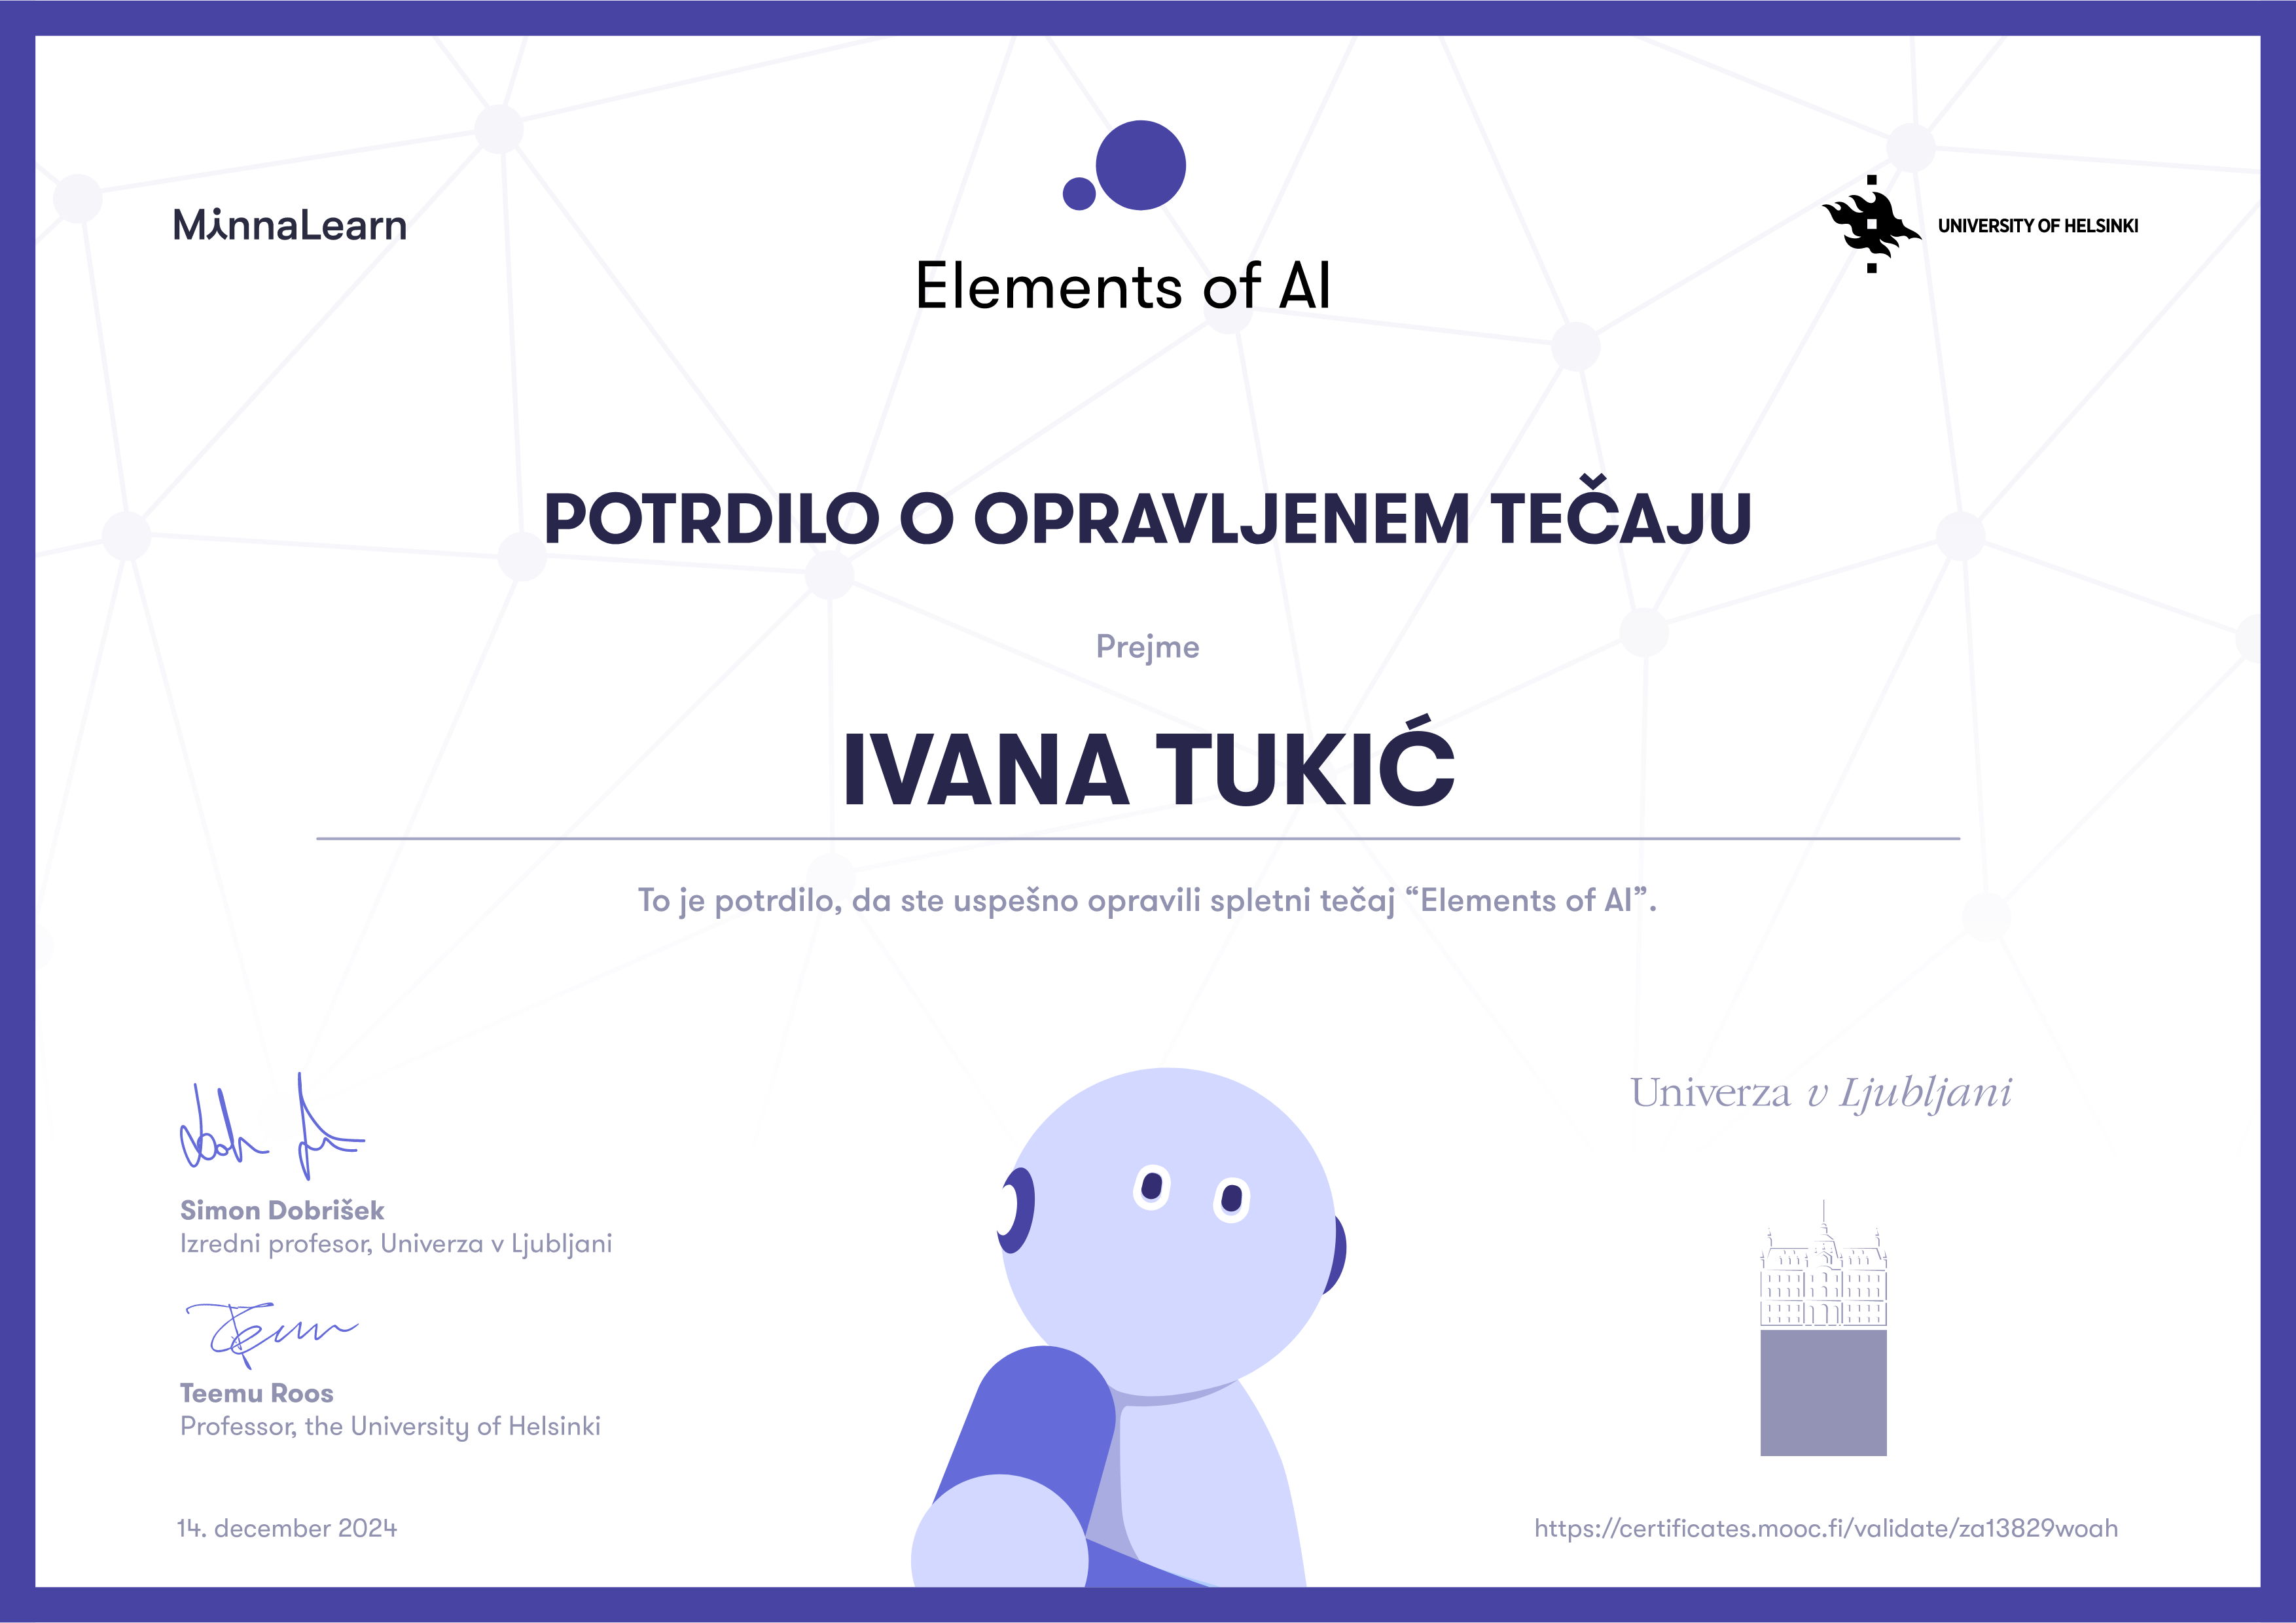 MinnaLearn
Elements of AI
UNIVERSITY OF HELSINKI
POTRDILO O OPRAVLJENEM TEČAJU
Prejme
IVANA TUKIĆ
To je potrdilo, da ste uspešno opravili spletni tečaj “Elements of AI”.
Simon Dobrišek
Izredni profesor, Univerza v Ljubljani
Teemu Roos
Professor, the University of Helsinki
14. december 2024
Univerza v Ljubljani
https://certificates.mooc.fi/validate/za13829woah